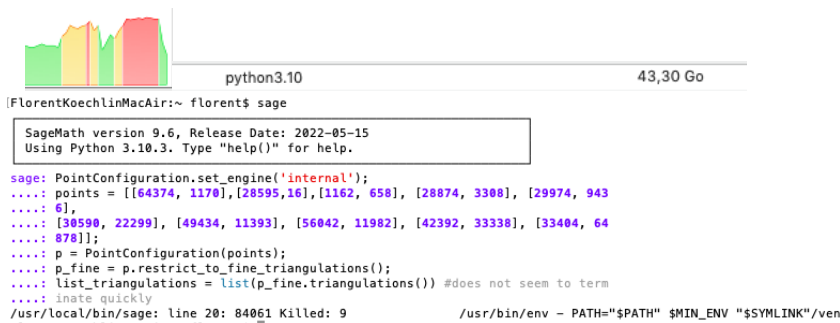 python3.10 43,30 Go
[FlorentKoechlinMacAir:~ florent$ sage
SageMath version 9.6, Release Date: 2022-05-15
Using Python 3.10.3. Type "help()" for help.
sage: PointConfiguration.set_engine('internal');
....: points = [[64374, 1170],[28595,16],[1162, 658], [28874, 3308], [29974, 943
....: 6],
....: [30590, 22299], [49434, 11393], [56042, 11982], [42392, 33338], [33404, 64
....: 878]];
....: p = PointConfiguration(points);
....: p_fine = p.restrict_to_fine_triangulations();
....: list_triangulations = list(p_fine.triangulations()) #does not seem to term
....: inate quickly
/usr/local/bin/sage: line 20: 84061 Killed: 9 /usr/bin/env - PATH="$PATH" $MIN_ENV "$SYMLINK"/ven